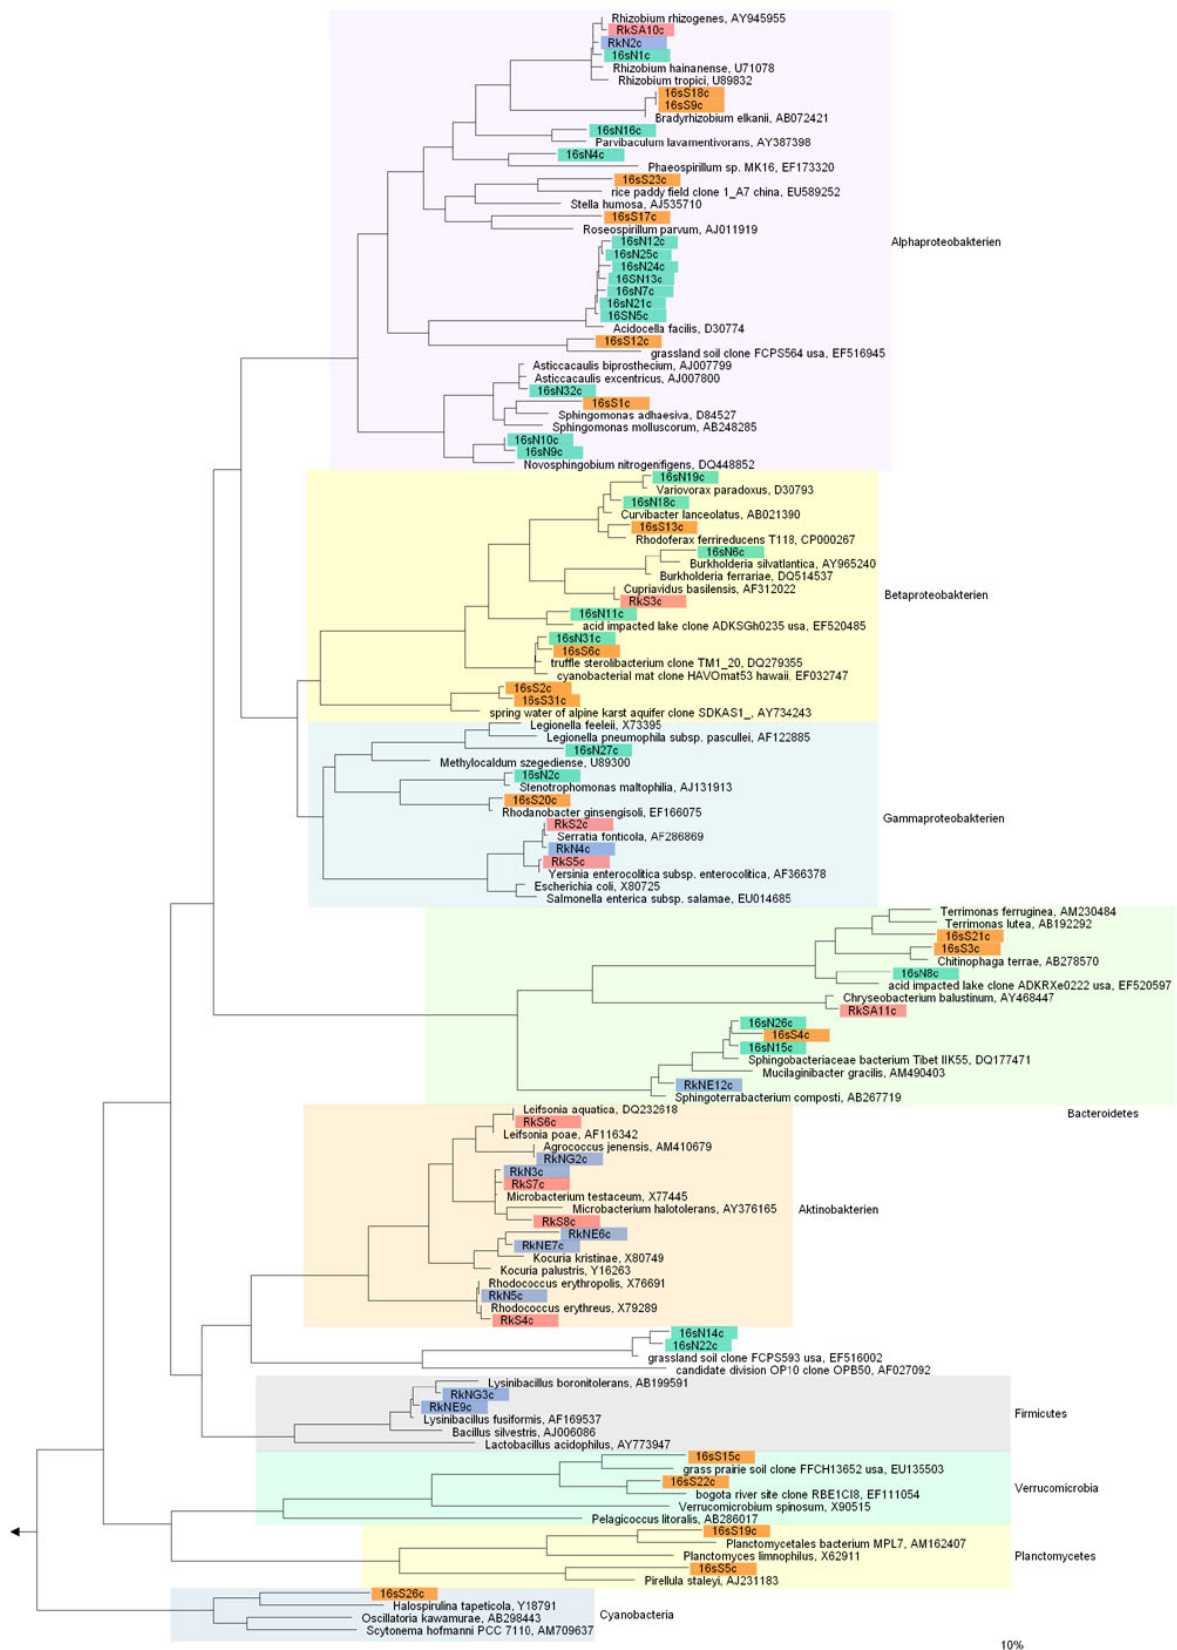 Rhizobium rhizogenes, AY945955
RkSA10c
RkN2c
16sN1c
Rhizobium hainanense, U71078
Rhizobium tropici, U89832
16sS18c
16sS9c
Bradyrhizobium elkanii, AB072421
16sN16c
Parvibaculum lavamentivorans, AY387398
16sN4c
Phaeospirillum sp. MK16, EF173320
16sS23c
rice paddy field clone 1_A7 china, EU589252
Stella humosa, AJ535710
16sS17c
Roseospirillum parvum, AJ011919
16sN12c
Alphaproteobakterien
16sN25c
16sN24c
16SN13c
16sN7c
16sN21c
16SN5c
Acidocella facilis, D30774
16sS12c
grassland soil clone FCPS564 usa, EF516945
Asticcacaulis biprosthecium, AJ007799
Asticcacaulis excentricus, AJ007800
16sN32c
16sS1c
Sphingomonas adhaesiva, D84527
Sphingomonas molluscorum, AB248285
16sN10c
16sN9c
Novosphingobium nitrogenifigens, DQ448852
16sN19c
Variovorax paradoxus, D30793
16sN18c
Curvibacter lanceolatus, AB021390
16sS13c
Rhodoferax ferrireducens T118, CP000267
16sN6c
Burkholderia silvatlantica, AY965240
Burkholderia ferrariae, DQ514537
Cupriavidus basilensis, AF312022
Betaproteobakterien
RkS3c
16sN11c
acid impacted lake clone ADKSGh0235 usa, EF520485
16sN31c
16sS6c
truffle sterolibacterium clone TM1_20, DQ279355
cyanobacterial mat clone HAVOmat53 hawaii, EF032747
16sS2c
16sS31c
spring water of alpine karst aquifer clone SDKAS1_, AY734243
Legionella feeleii, X73395
Legionella pneumophila subsp. pascullei, AF122885
16sN27c
Methylocaldum szegediense, U89300
16sN2c
Stenotrophomonas maltophilia, AJ131913
16sS20c
Rhodanobacter ginsengisoli, EF166075
Gammaproteobakterien
RkS2c
Serratia fonticola, AF286869
RkN4c
RkS5c
Yersinia enterocolitica subsp. enterocolitica, AF366378
Escherichia coli, X80725
Salmonella enterica subsp. salamae, EU014685
Terrimonas ferruginea, AM230484
Terrimonas lutea, AB192292
16sS21c
16sS3c
Chitinophaga terrae, AB278570
16sN8c
acid impacted lake clone ADKRXe0222 usa, EF520597
Chryseobacterium balustinum, AY468447
RkSA11c
16sN26c
16sS4c
16sN15c
Sphingobacteriaceae bacterium Tibet IIK55, DQ177471
Mucilaginibacter gracilis, AM490403
RkNE12c
Sphingoterrabacterium composti, AB267719
Bacteroidetes
Leifsonia aquatica, DQ232618
RkS6c
Leifsonia poae, AF116342
Agrococcus jenensis, AM410679
RkNG2c
RkN3c
RkS7c
Microbacterium testaceum, X77445
Microbacterium halotolerans, AY376165
Aktinobakterien
RkS8c
RkNE6c
RkNE7c
Kocuria kristinae, X80749
Kocuria palustris, Y16263
Rhodococcus erythropolis, X76691
RkN5c
Rhodococcus erythreus, X79289
RkS4c
16sN14c
16sN22c
grassland soil clone FCPS593 usa, EF516002
candidate division OP10 clone OPB50, AF027092
Lysinibacillus boronitolerans, AB199591
RkNG3c
RkNE9c
Firmicutes
Lysinibacillus fusiformis, AF169537
Bacillus silvestris, AJ006086
Lactobacillus acidophilus, AY773947
16sS15c
grass prairie soil clone FFCH13652 usa, EU135503
16sS22c
Verrucomicrobia
bogota river site clone RBE1CI8, EF111054
Verrucomicrobium spinosum, X90515
Pelagicoccus litoralis, AB286017
16sS19c
Planctomycetales bacterium MPL7, AM162407
Planctomyces limnophilus, X62911
Planctomycetes
16sS5c
Pirellula staleyi, AJ231183
16sS26c
Halospirulina tapeticola, Y18791
Cyanobacteria
Oscillatoria kawamurae, AB298443
Scytonema hofmanni PCC 7110, AM709637
10%